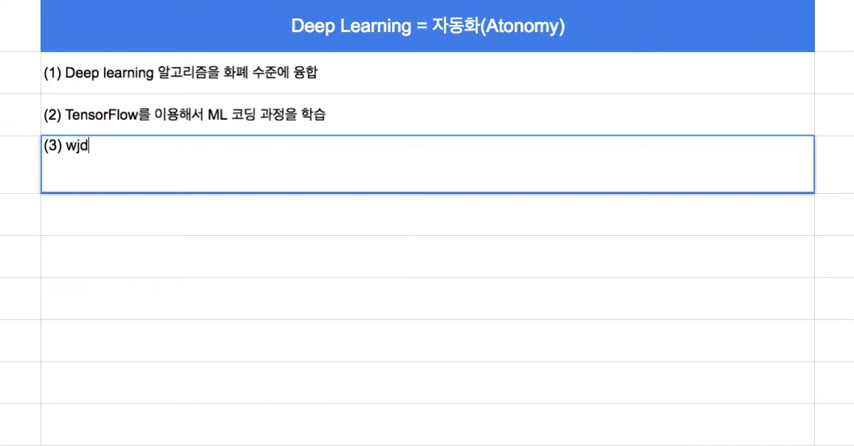 Deep Learning = 자동화(Atonomy)
(1) Deep learning 알고리즘을 화폐 수준에 융합
(2) TensorFlow를 이용해서 ML 코딩 과정을 학습
(3) wjd